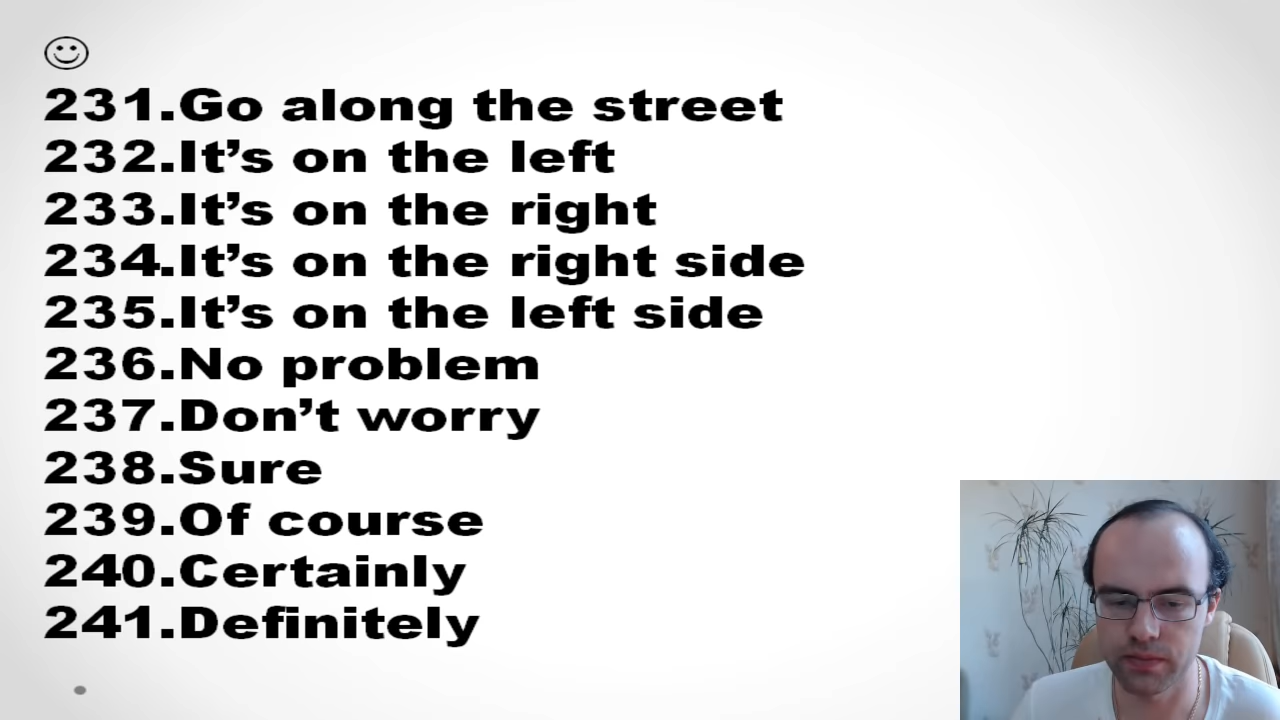 231.Go along the street
232.It’s on the left
233.It’s on the right
234.It’s on the right side
235.It’s on the left side
236.No problem
237.Don’t worry
238.Sure
239.Of course
240.Certainly
241.Definitely